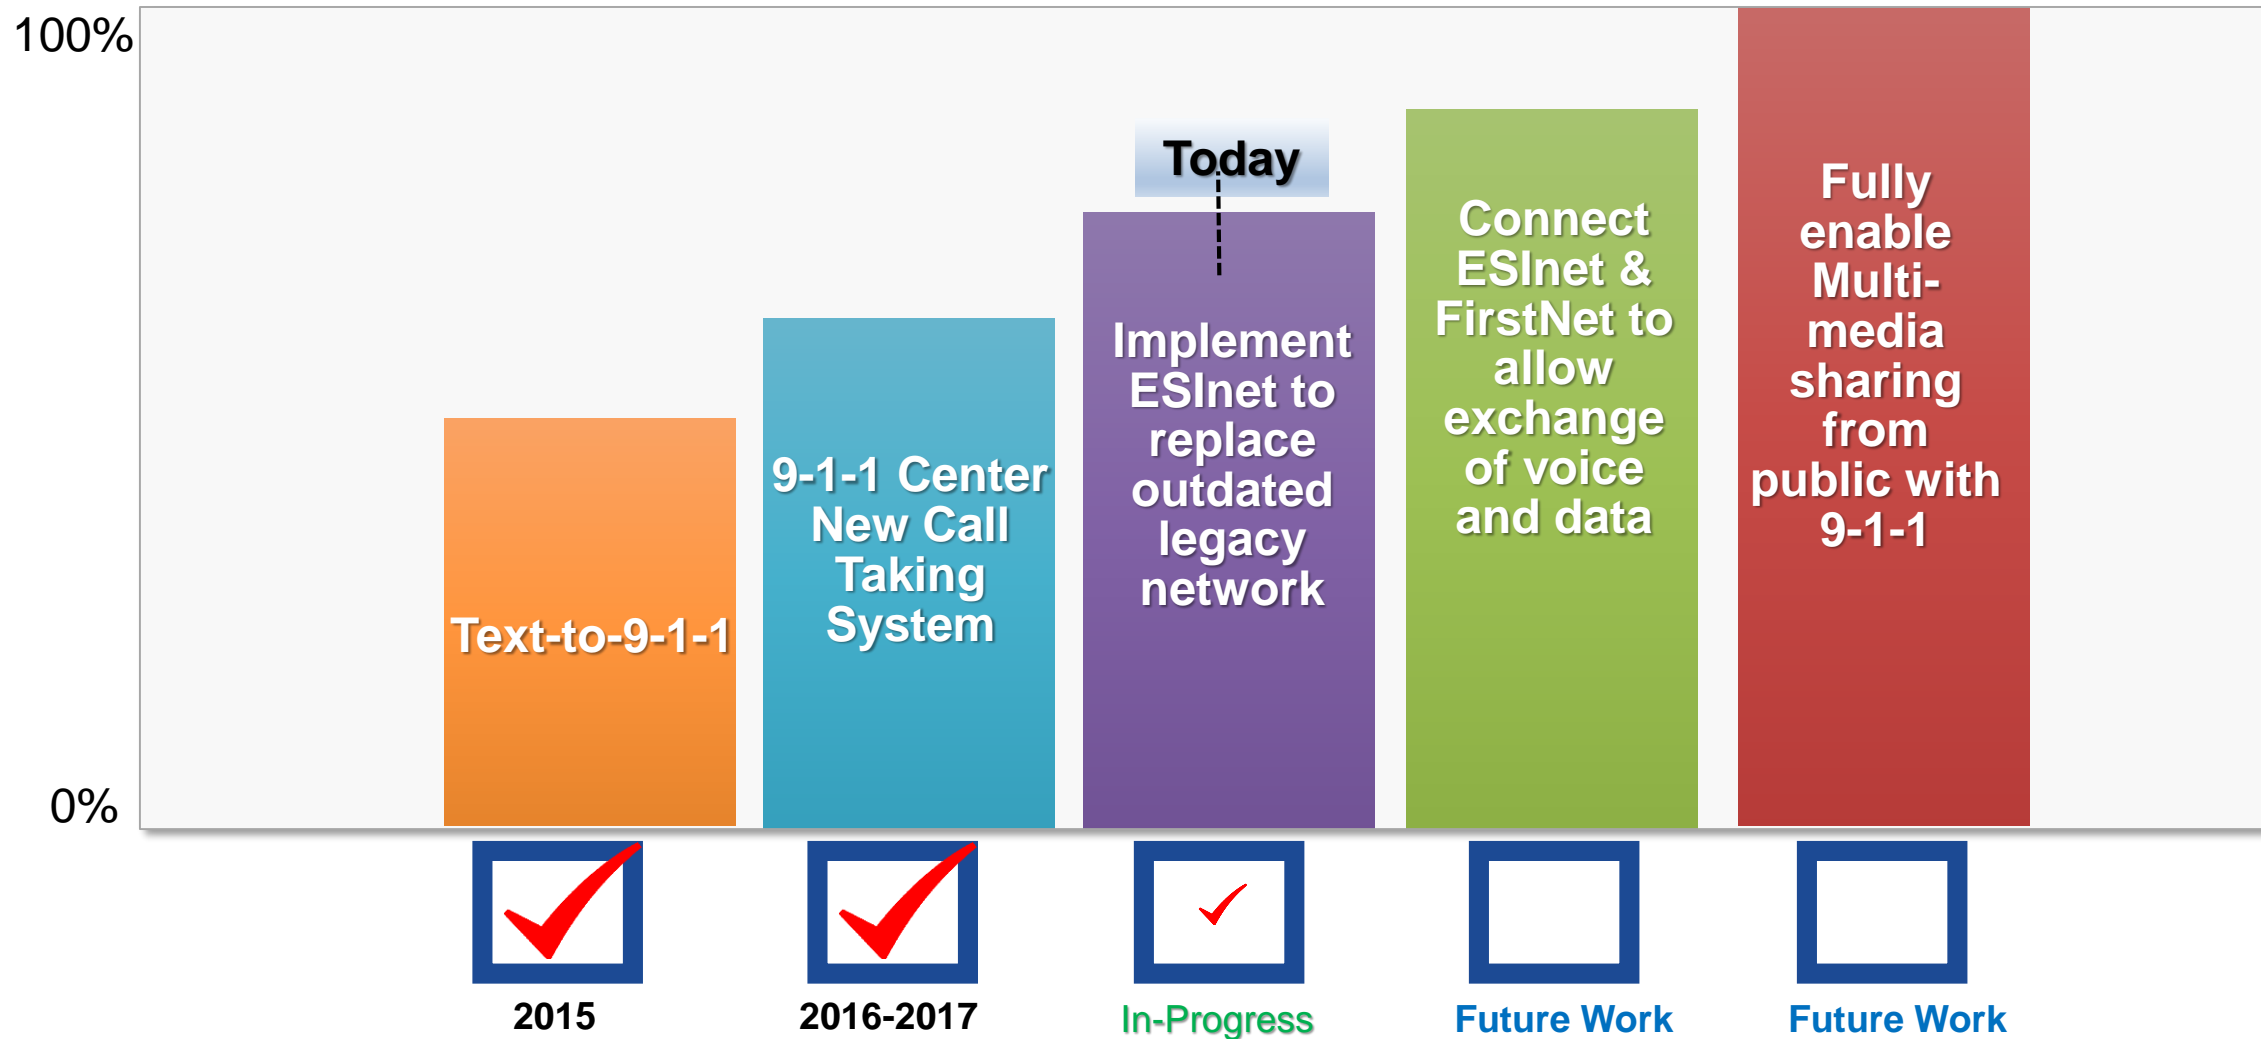 100%
0%
Text-to-9-1-1
9-1-1 Center
New Call
Taking
System
Today
Implement
ESInet to
replace
outdated
legacy
network
Connect
ESInet &
FirstNet to
allow
exchange
of voice
and data
Fully
enable
Multi-
media
sharing
from
public with
9-1-1
2015
2016-2017
In-Progress
Future Work
Future Work